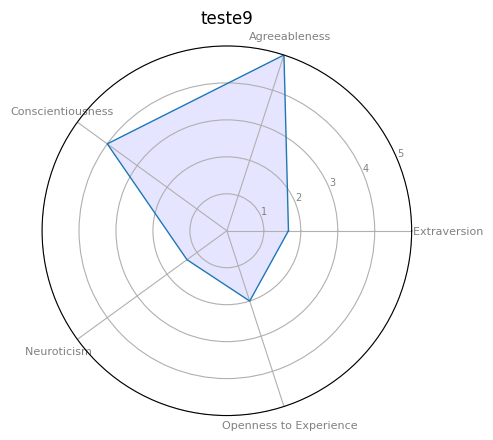 teste9
Agreeableness
Conscientiousness
5
4
3
2
1
Extraversion
Neuroticism
Openness to Experience